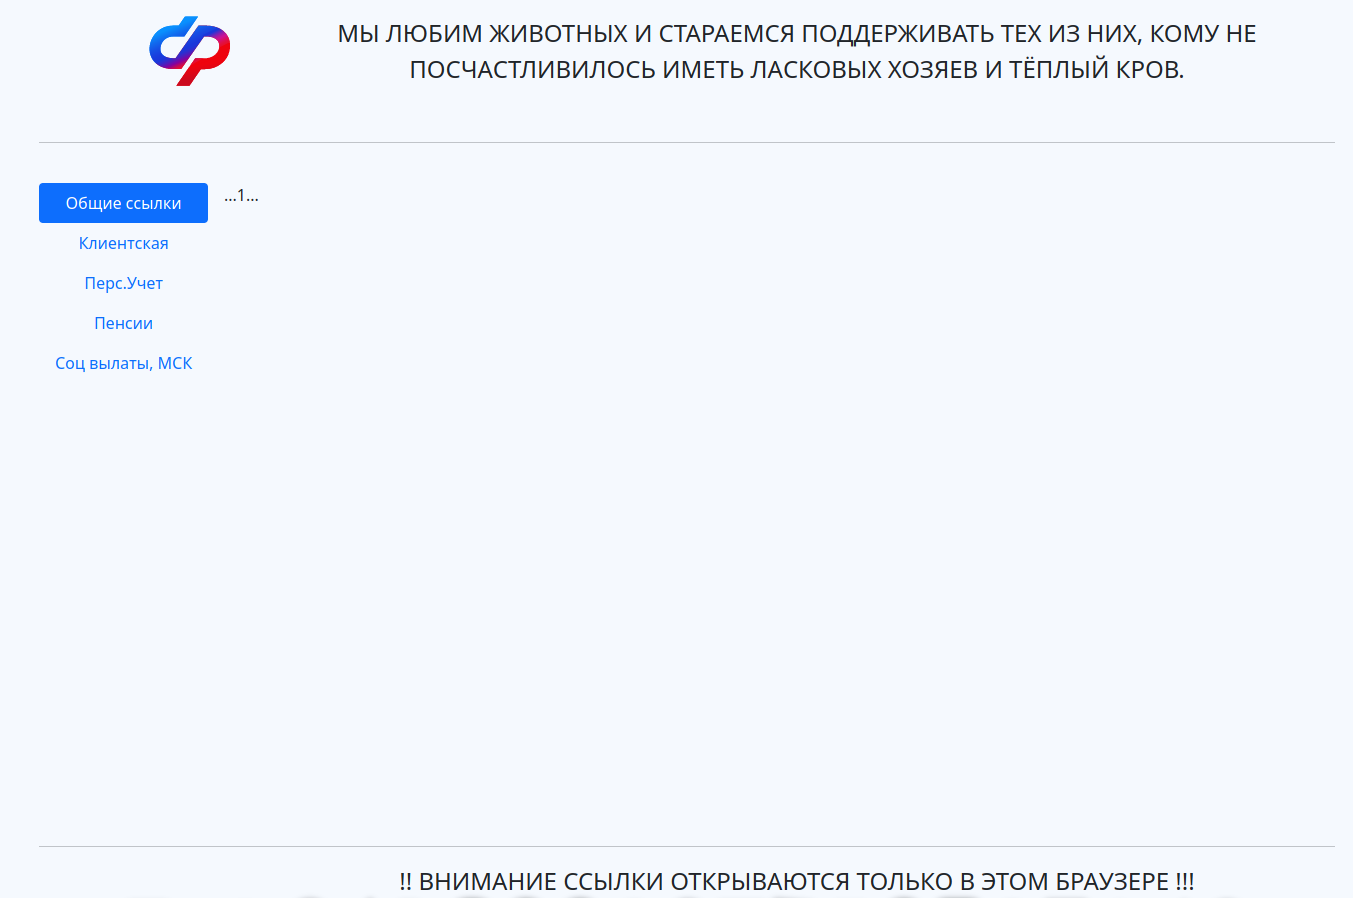 МЫ ЛЮБИМ ЖИВОТНЫХ И СТАРАЕМСЯ ПОДДЕРЖИВАТЬ ТЕХ ИЗ НИХ, КОМУ НЕ
ПОСЧАСТЛИВИЛОСЬ ИМЕТЬ ЛАСКОВЫХ ХОЗЯЕВ И ТЁПЛЫЙ КРОВ.
Общие ссылки
...1...
Клиентская
Перс.Учет
Пенсии
Соц вылаты, МСК
!! ВНИМАНИЕ ССЫЛКИ ОТКРЫВАЮТСЯ ТОЛЬКО В ЭТОМ БРАУЗЕРЕ !!!